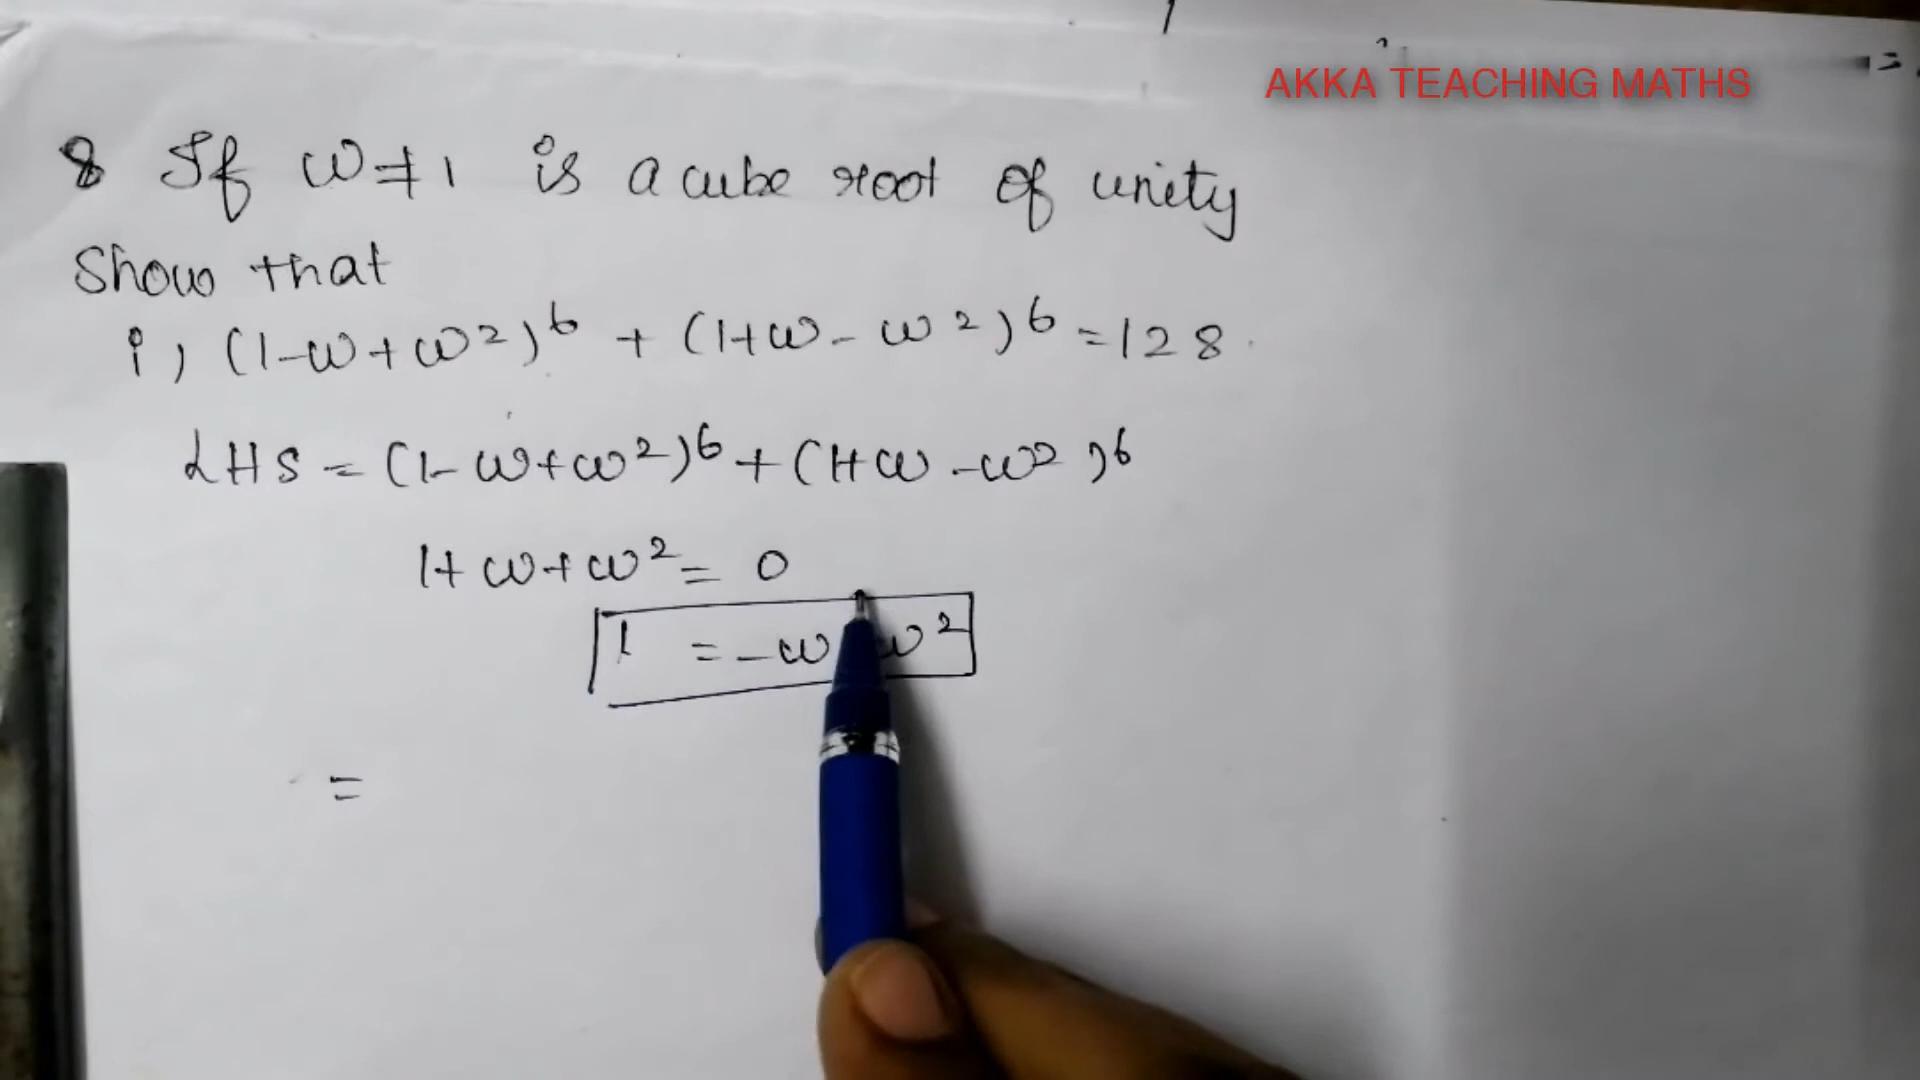 AKKA TEACHING MATHS
8 If ω≠1 is a cube root of unity
Show that
i) (1-ω+ω²)⁶ + (1+ω-ω²)⁶ = 128
LHS = (1-ω+ω²)⁶ + (1+ω-ω²)⁶
1+ω+ω² = 0
1 = -ω ω²
=